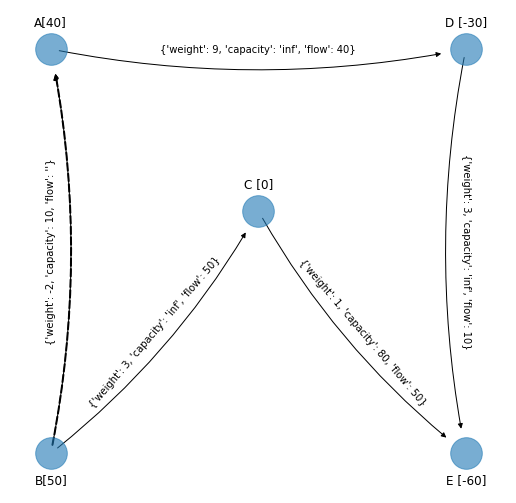 A[40]
D [-30]
{'weight': 9, 'capacity': 'inf', 'flow': 40}
{'weight': -2, 'capacity': 10, 'flow': ''}
{'weight': 3, 'capacity': 'inf', 'flow': 10}
C [0]
{'weight': 3, 'capacity': 'inf', 'flow': 50}
{'weight': 1, 'capacity': 80, 'flow': 50}
B[50]
E [-60]